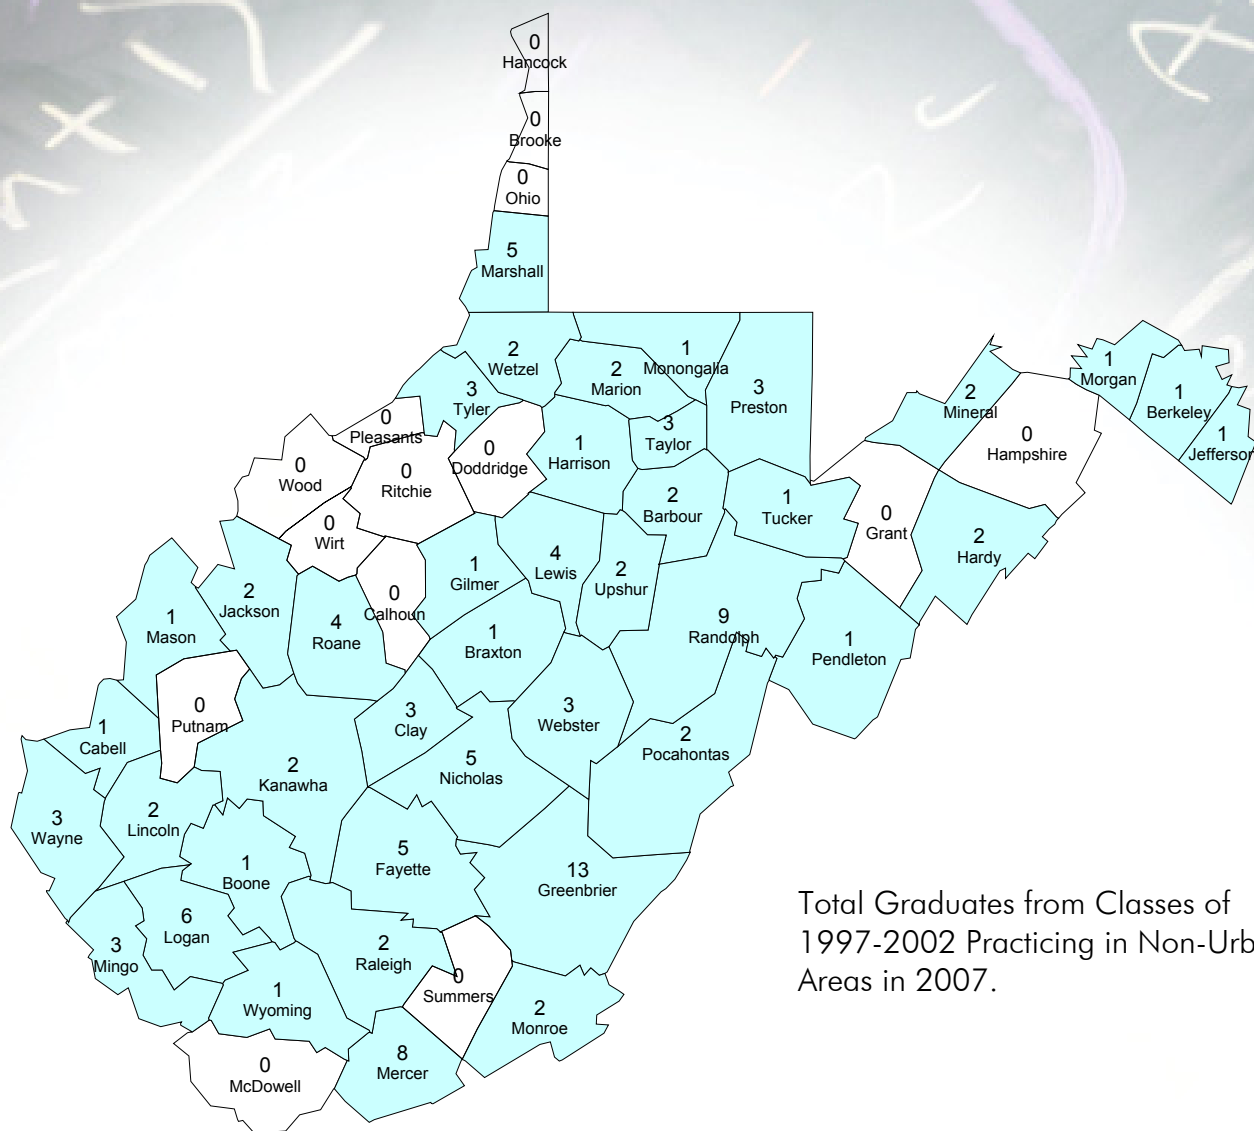 0
Hancock
0
Brooke
0
Ohio
5
Marshall
2
Wetzel
1
Monongalia
2
Marion
3
Preston
3
Tyler
3
Taylor
1
Morgan
1
Berkeley
1
Jefferson
2
Mineral
0
Hampshire
0
Pleasants
0
Doddridge
1
Harrison
0
Wood
0
Ritchie
2
Barbour
1
Tucker
0
Grant
2
Hardy
0
Wirt
1
Gilmer
4
Lewis
2
Upshur
2
Jackson
0
Calhoun
4
Roane
1
Mason
9
Randolph
1
Braxton
1
Pendleton
0
Putnam
3
Clay
3
Webster
1
Cabell
2
Pocahontas
2
Kanawha
5
Nicholas
3
Wayne
2
Lincoln
5
Fayette
1
Boone
13
Greenbrier
6
Logan
3
Mingo
2
Raleigh
0
Summers
1
Wyoming
2
Monroe
8
Mercer
0
McDowell
Total Graduates from Classes of
1997-2002 Practicing in Non-Urb
Areas in 2007.